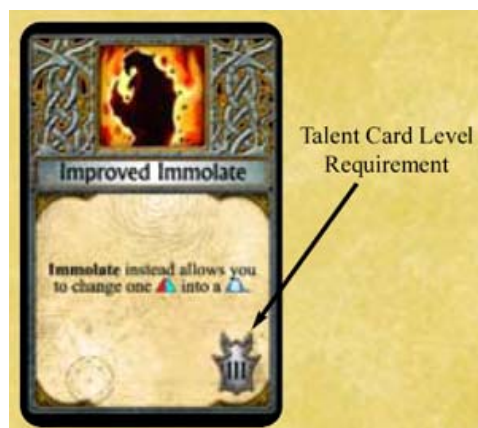 Improved Immolate
Talent Card Level
Requirement
Immolate instead allows you
to change one into a
III